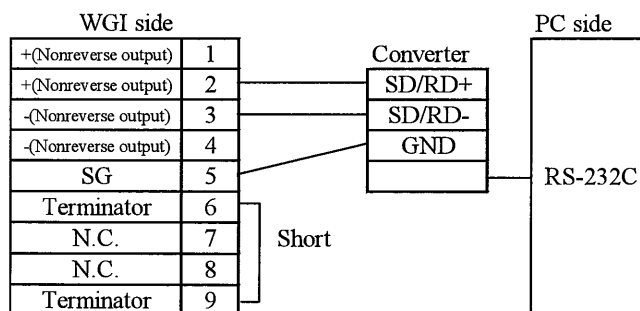 WGI side
PC side
+(Nonreverse output) 1
Converter
+(Nonreverse output) 2
SD/RD+
-(Nonreverse output) 3
SD/RD-
-(Nonreverse output) 4
GND
SG 5
RS-232C
Terminator 6
N.C. 7
Short
N.C. 8
Terminator 9